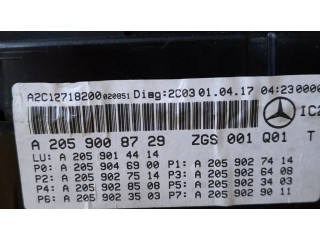 A2C12718200020851 Diag:2C03 01.04.17 04:23 0000
IC2
A 205 900 87 29 ZGS 001 Q01 T
LU: A 205 901 44 14
P0: A 205 904 69 00 P1: A 205 902 74 14
P2: A 205 902 75 14 P3: A 205 902 64 08
P4: A 205 902 85 08 P5: A 205 902 34 03
P6: A 205 902 35 03 P7: A 205 902 90 11